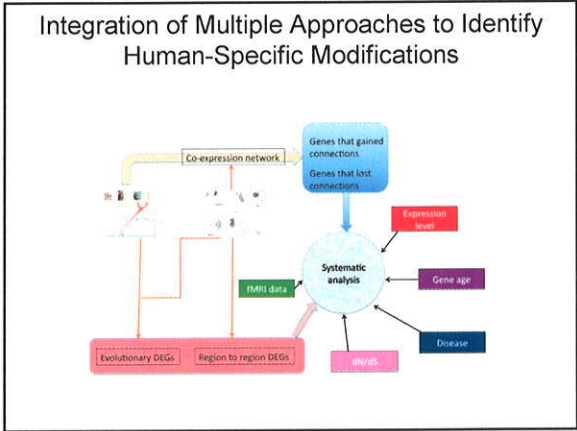 Integration of Multiple Approaches to Identify
Human-Specific Modifications
Co-expression network
Genes that gained
connections
Genes that lost
connections
Expression
level
Systematic
analysis
Gene age
fMRI data
Disease
Evolutionary DEGs
Region to region DEGs
dN/dS